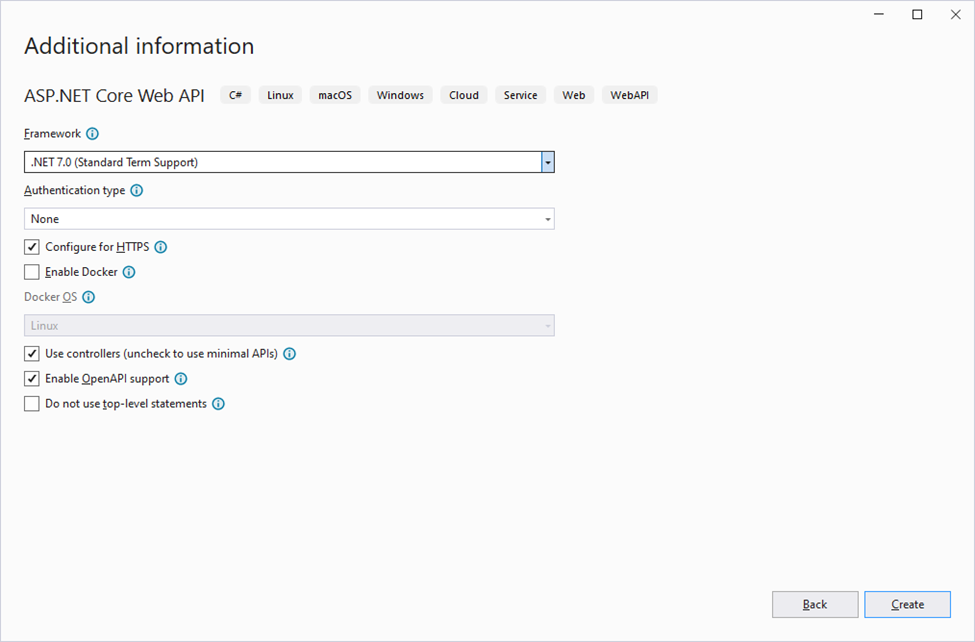 Additional information
ASP.NET Core Web API C# Linux macOS Windows Cloud Service Web WebAPI
Framework
.NET 7.0 (Standard Term Support)
Authentication type
None
Configure for HTTPS
Enable Docker
Docker OS
Linux
Use controllers (uncheck to use minimal APIs)
Enable OpenAPI support
Do not use top-level statements
Back Create